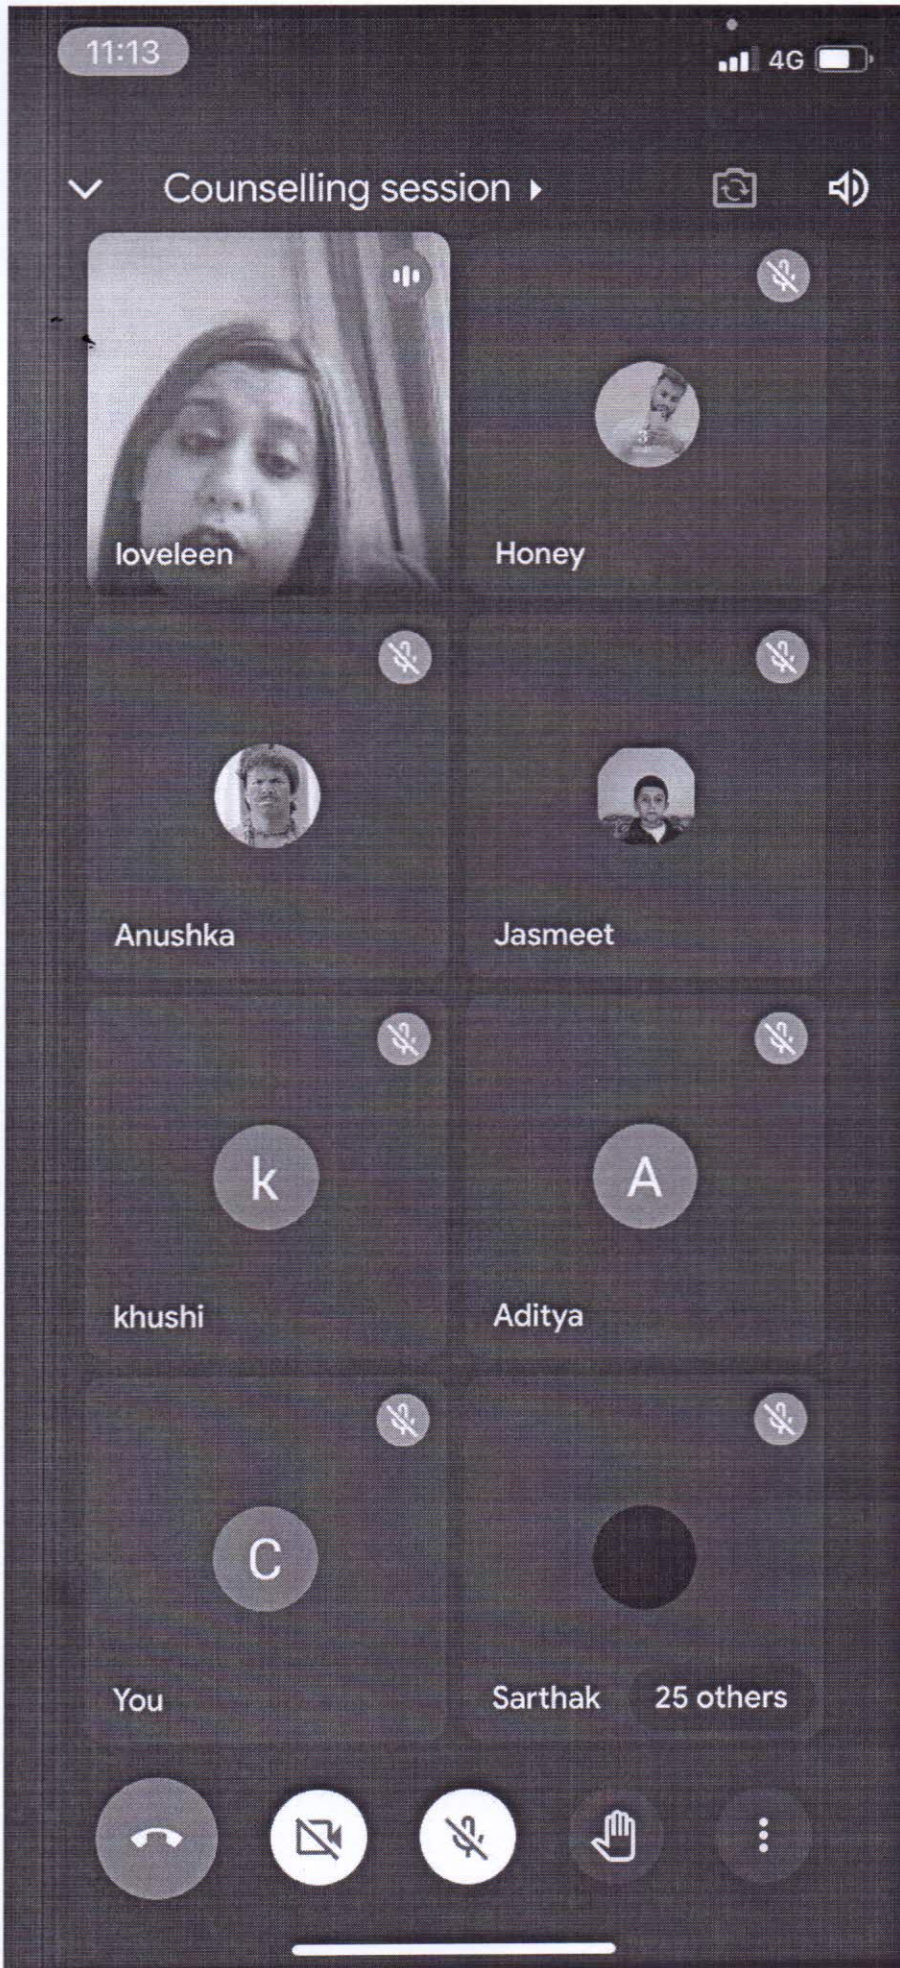 11:13 4G
Counselling session
loveleen Honey
Anushka Jasmeet
k A
khushi Aditya
C
You Sarthak 25 others